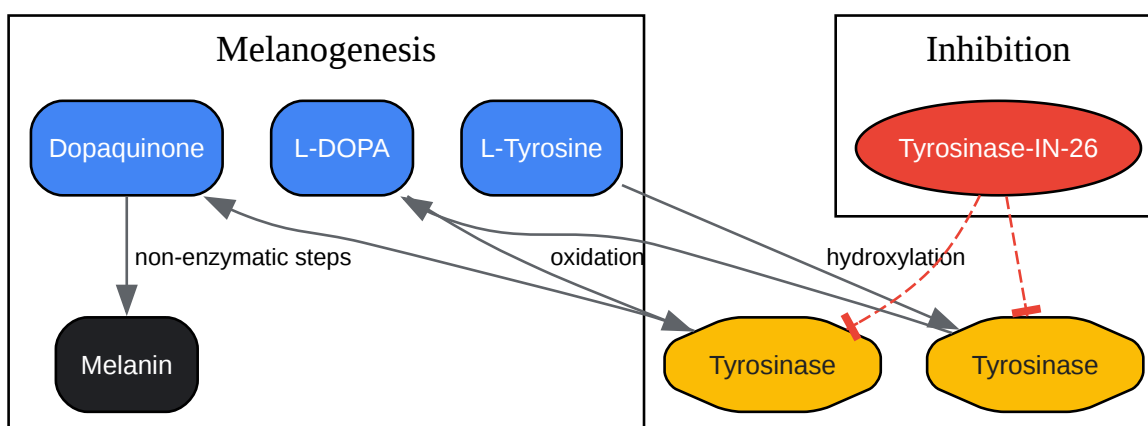 Melanogenesis
Inhibition
Dopaquinone
L-DOPA
L-Tyrosine
Tyrosinase-IN-26
non-enzymatic steps
oxidation
hydroxylation
Melanin
Tyrosinase
Tyrosinase